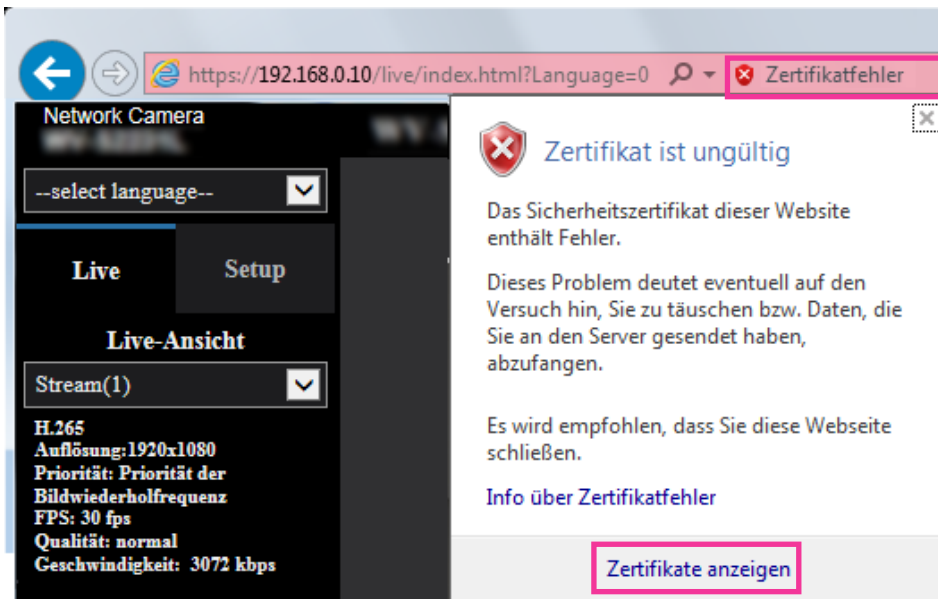 https://192.168.0.10/live/index.html?Language=0
Zertifikatfehler
Network Camera
--select language--
Live
Setup
Live-Ansicht
Stream(1)
H.265
Auflösung:1920x1080
Priorität: Priorität der
Bildwiederholfrequenz
FPS: 30 fps
Qualität: normal
Geschwindigkeit: 3072 kbps
Zertifikat ist ungültig
Das Sicherheitszertifikat dieser Website
enthält Fehler.
Dieses Problem deutet eventuell auf den
Versuch hin, Sie zu täuschen bzw. Daten, die
Sie an den Server gesendet haben,
abzufangen.
Es wird empfohlen, dass Sie diese Webseite
schließen.
Info über Zertifikatfehler
Zertifikate anzeigen